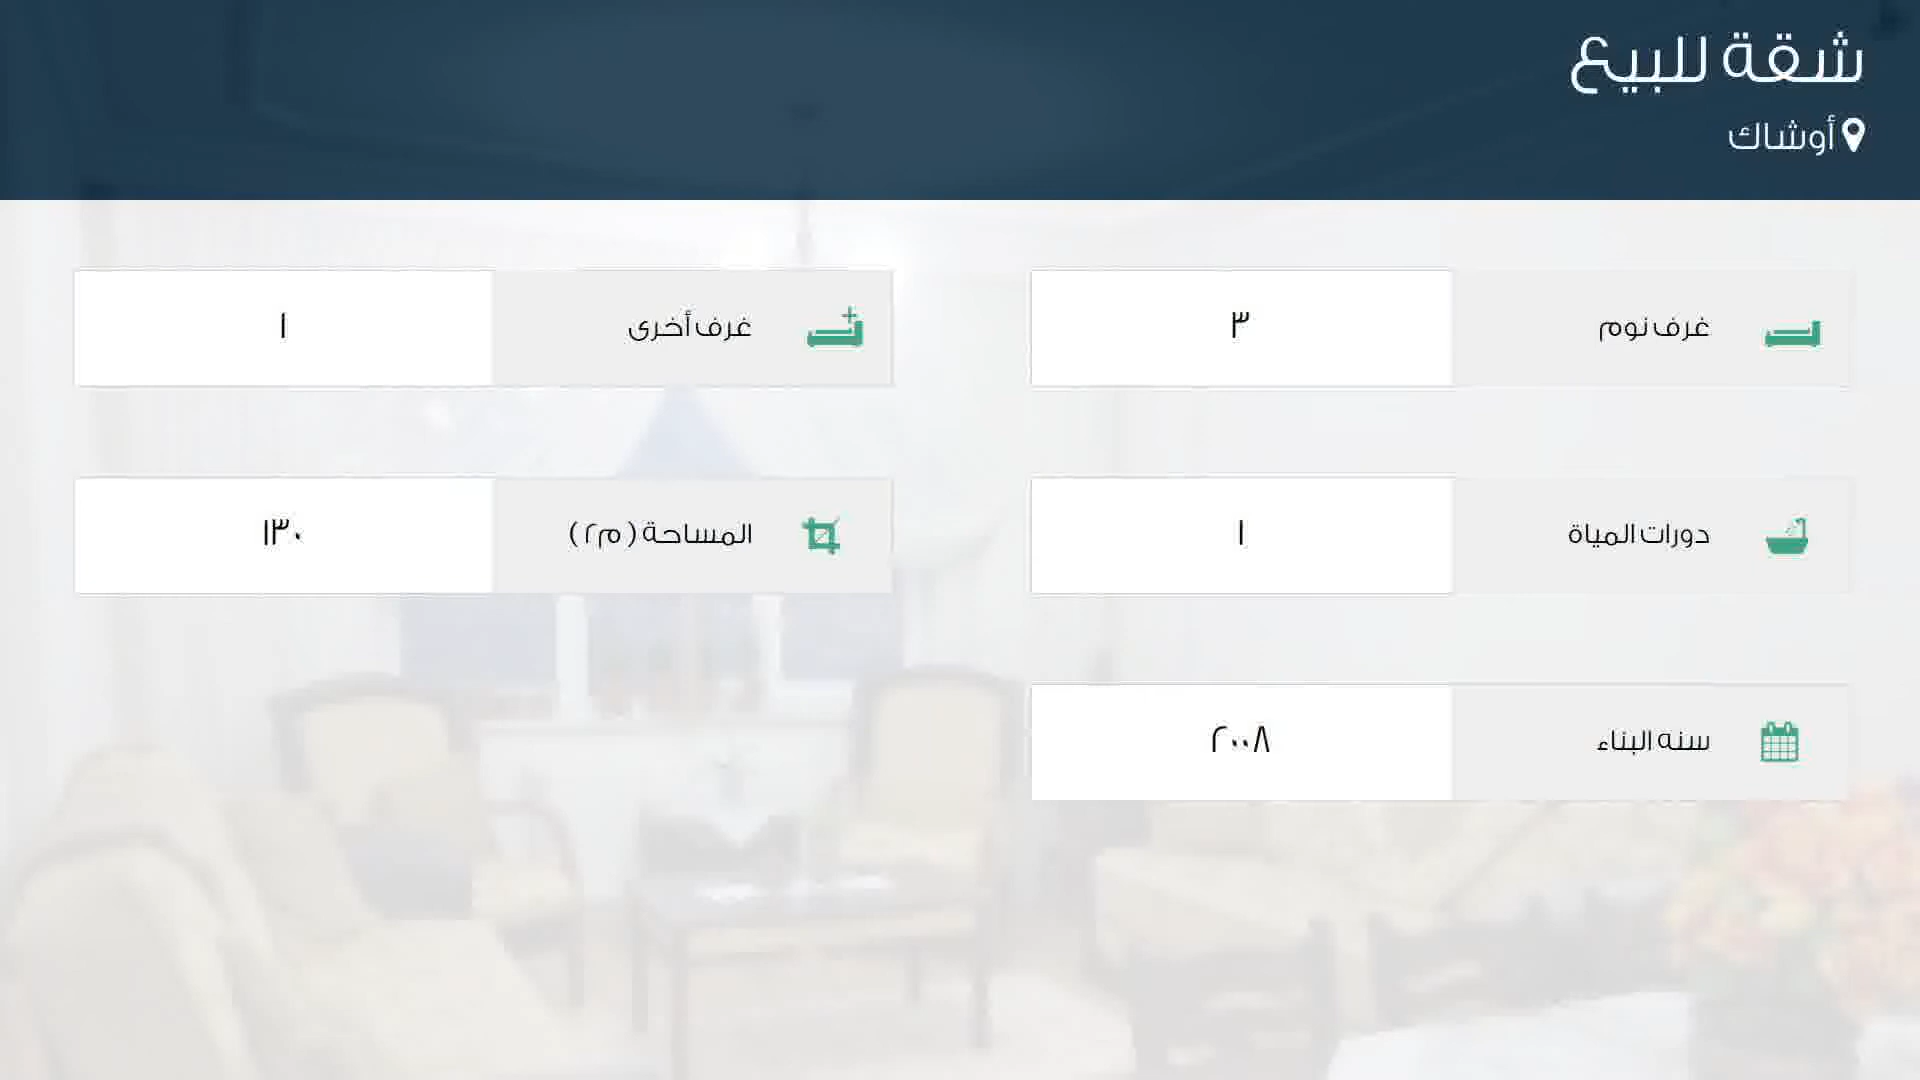 شقة للبيع
أوشاك
غرف نوم ٣
غرف أخرى ١
دورات المياة ١
المساحة (م٢) ١٣٠
سنه البناء ٢٠٠٨